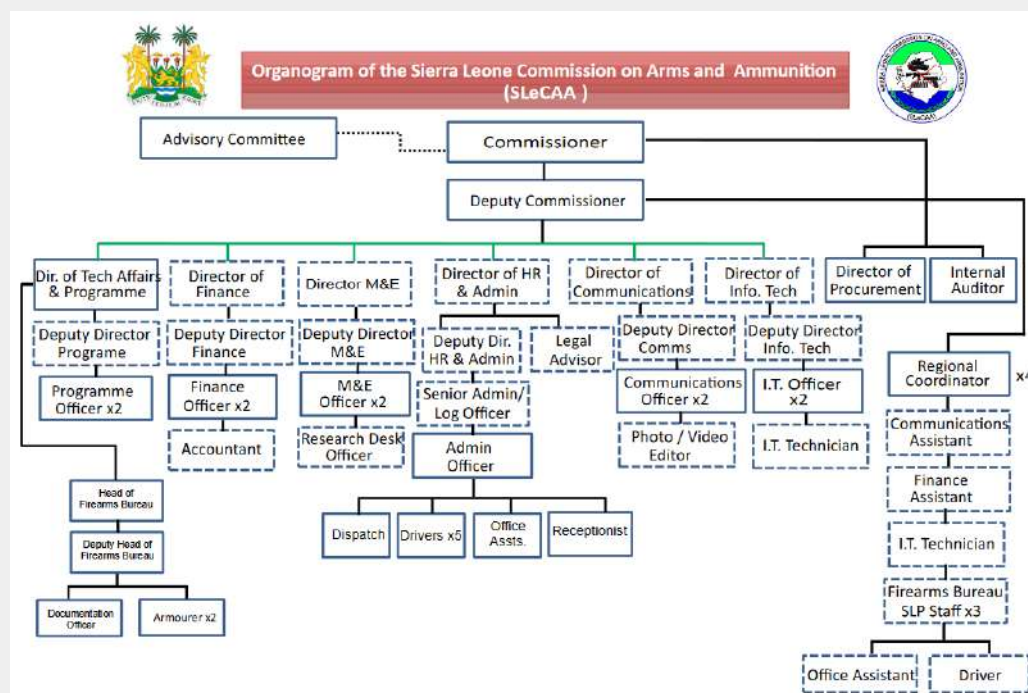 Organogram of the Sierra Leone Commission on Arms and Ammunition
(SLeCAA )
(SLeCAA)
Advisory Committee
Commissioner
Deputy Commissioner
Dir. of Tech Affairs
& Programme
Director of
Finance
Director M&E
Director of HR
& Admin
Director of
Communications
Director of
Info. Tech
Director of
Procurement
Internal
Auditor
Deputy Director
Programe
Deputy Director
Finance
Deputy Director
M&E
Deputy Dir.
HR & Admin
Legal
Advisor
Deputy Director
Comms
Deputy Director
Info. Tech
Regional
Coordinator
x4
Programme
Officer x2
Finance
Officer x2
M&E
Officer x2
Senior Admin/
Log Officer
Communications
Officer x2
I.T. Officer
x2
Communications
Assistant
Accountant
Research Desk
Officer
Admin
Officer
Photo / Video
Editor
I.T. Technician
Finance
Assistant
Head of
Firearms Bureau
Dispatch
Drivers x5
Office
Assts.
Receptionist
I.T. Technician
Deputy Head of
Firearms Bureau
Firearms Bureau
SLP Staff x3
Documentation
Officer
Armourer x2
Office Assistant
Driver